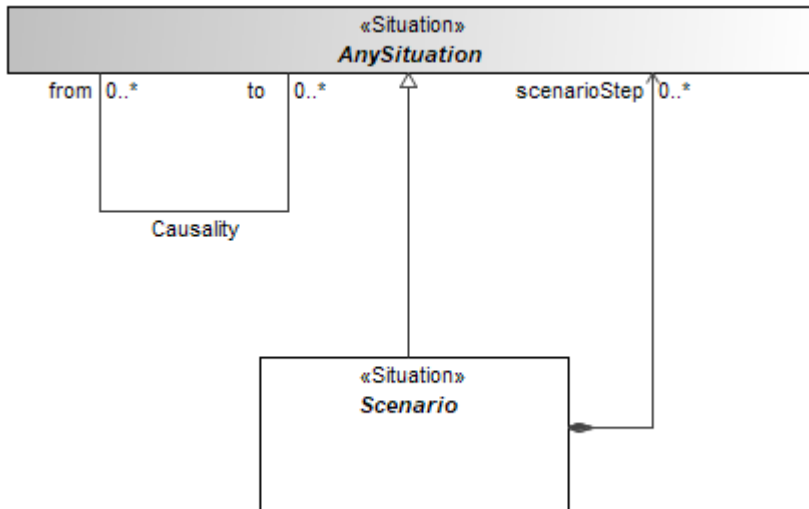 «Situation»
AnySituation
from 0..* to 0..* scenarioStep 0..*
Causality
«Situation»
Scenario